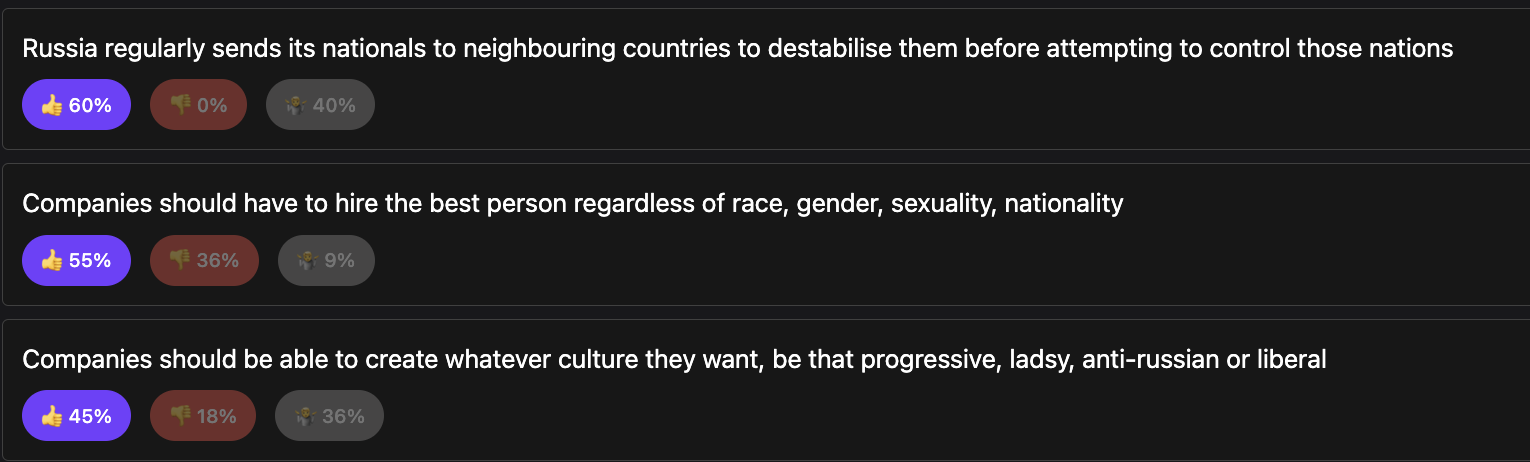 Russia regularly sends its nationals to neighbouring countries to destabilise them before attempting to control those nations
👍 60% 👎 0% 🤷 40%
Companies should have to hire the best person regardless of race, gender, sexuality, nationality
👍 55% 👎 36% 🤷 9%
Companies should be able to create whatever culture they want, be that progressive, ladsy, anti-russian or liberal
👍 45% 👎 18% 🤷 36%